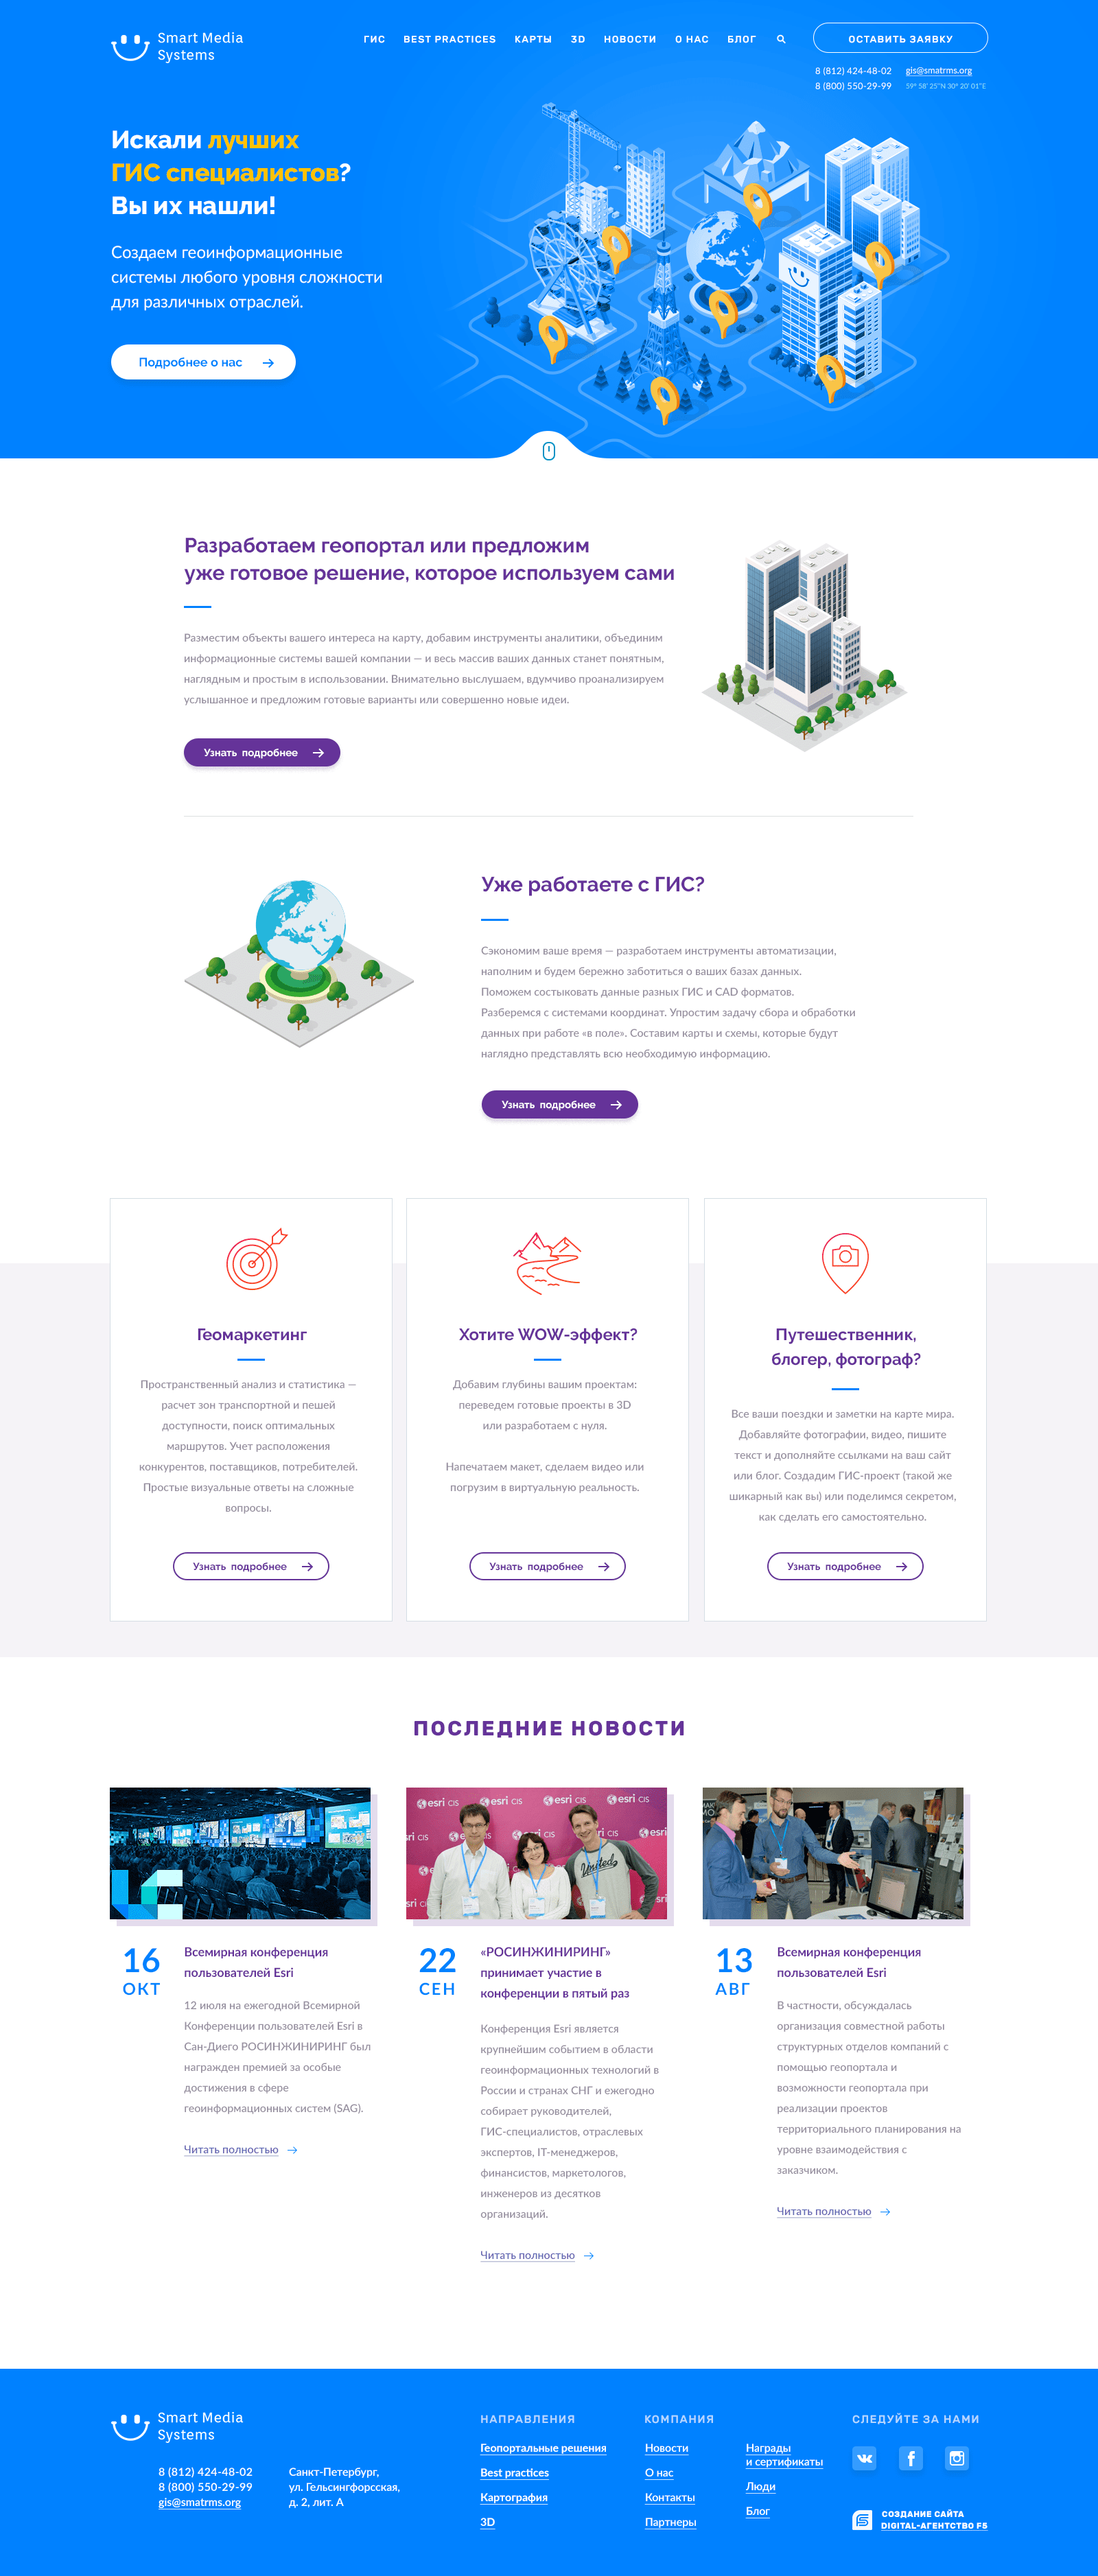 Smart Media
Systems
ГИС BEST PRACTICES КАРТЫ 3D НОВОСТИ О НАС БЛОГ
ОСТАВИТЬ ЗАЯВКУ
8 (812) 424-48-02 gis@smatrms.org
8 (800) 550-29-99 59° 58' 25"N 30° 20' 01"E
Искали лучших
ГИС специалистов?
Вы их нашли!
Создаем геоинформационные
системы любого уровня сложности
для различных отраслей.
Подробнее о нас
Разработаем геопортал или предложим
уже готовое решение, которое используем сами
Разместим объекты вашего интереса на карту, добавим инструменты аналитики, объединим
информационные системы вашей компании — и весь массив ваших данных станет понятным,
наглядным и простым в использовании. Внимательно выслушаем, вдумчиво проанализируем
услышанное и предложим готовые варианты или совершенно новые идеи.
Узнать подробнее
Уже работаете с ГИС?
Сэкономим ваше время — разработаем инструменты автоматизации,
наполним и будем бережно заботиться о ваших базах данных.
Поможем состыковать данные разных ГИС и CAD форматов.
Разберемся с системами координат. Упростим задачу сбора и обработки
данных при работе «в поле». Составим карты и схемы, которые будут
наглядно представлять всю необходимую информацию.
Узнать подробнее
Геомаркетинг
Пространственный анализ и статистика —
расчет зон транспортной и пешей
доступности, поиск оптимальных
маршрутов. Учет расположения
конкурентов, поставщиков, потребителей.
Простые визуальные ответы на сложные
вопросы.
Узнать подробнее
Хотите WOW-эффект?
Добавим глубины вашим проектам:
переведем готовые проекты в 3D
или разработаем с нуля.
Напечатаем макет, сделаем видео или
погрузим в виртуальную реальность.
Узнать подробнее
Путешественник,
блогер, фотограф?
Все ваши поездки и заметки на карте мира.
Добавляйте фотографии, видео, пишите
текст и дополняйте ссылками на ваш сайт
или блог. Создадим ГИС-проект (такой же
шикарный как вы) или поделимся секретом,
как сделать его самостоятельно.
Узнать подробнее
ПОСЛЕДНИЕ НОВОСТИ
esri CIS esri CIS esri CIS esri CIS
United
16
ОКТ
Всемирная конференция
пользователей Esri
12 июля на ежегодной Всемирной
Конференции пользователей Esri в
Сан-Диего РОСИНЖИНИРИНГ был
награжден премией за особые
достижения в сфере
геоинформационных систем (SAG).
Читать полностью
22
СЕН
«РОСИНЖИНИРИНГ»
принимает участие в
конференции в пятый раз
Конференция Esri является
крупнейшим событием в области
геоинформационных технологий в
России и странах СНГ и ежегодно
собирает руководителей,
ГИС-специалистов, отраслевых
экспертов, IT-менеджеров,
финансистов, маркетологов,
инженеров из десятков
организаций.
Читать полностью
13
АВГ
Всемирная конференция
пользователей Esri
В частности, обсуждалась
организация совместной работы
структурных отделов компаний с
помощью геопортала и
возможности геопортала при
реализации проектов
территориального планирования на
уровне взаимодействия с
заказчиком.
Читать полностью
Smart Media
Systems
8 (812) 424-48-02
8 (800) 550-29-99
gis@smatrms.org
Санкт-Петербург,
ул. Гельсингфорсская,
д. 2, лит. А
НАПРАВЛЕНИЯ
Геопортальные решения
Best practices
Картография
3D
КОМПАНИЯ
Новости
О нас
Контакты
Партнеры
Награды
и сертификаты
Люди
Блог
СЛЕДУЙТЕ ЗА НАМИ
СОЗДАНИЕ САЙТА
DIGITAL-АГЕНТСТВО F5